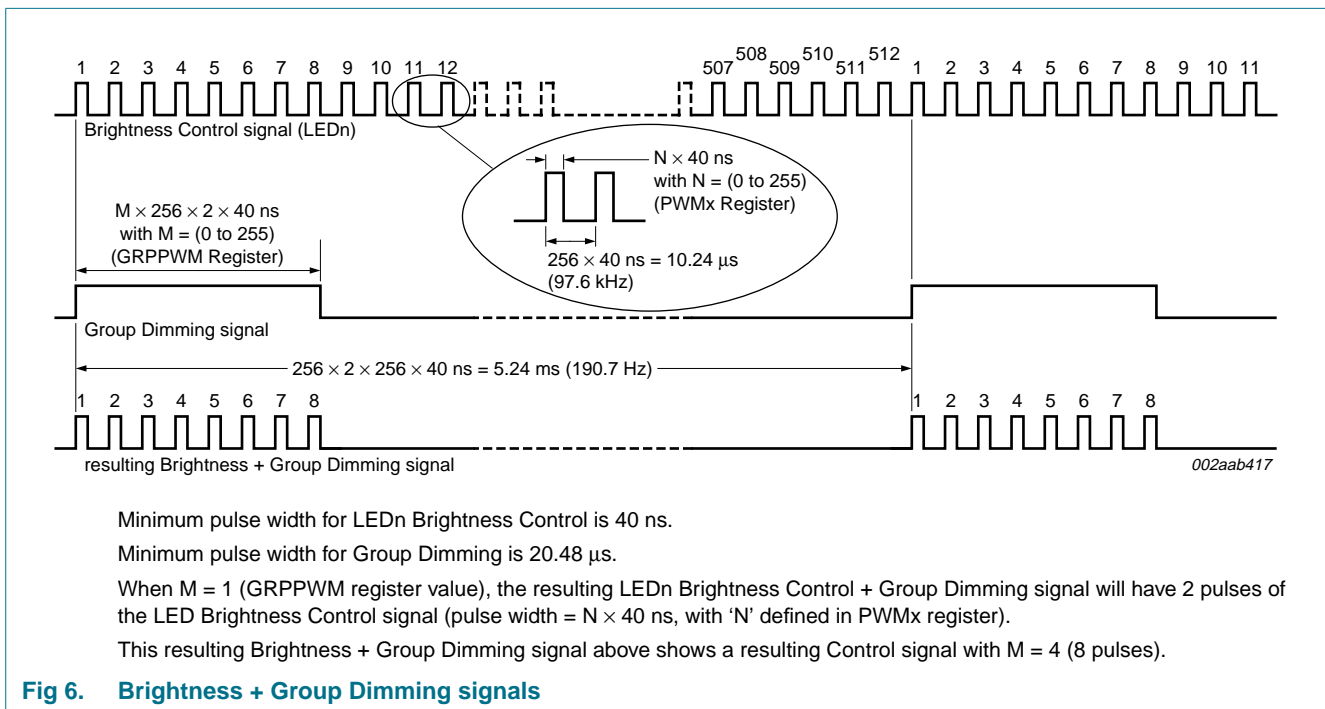 508 510 512
1 2 3 4 5 6 7 8 9 10 11 12 507 509 511 1 2 3 4 5 6 7 8 9 10 11
Brightness Control signal (LEDn)
N × 40 ns
with N = (0 to 255)
(PWMx Register)
M × 256 × 2 × 40 ns
with M = (0 to 255)
(GRPPWM Register)
256 × 40 ns = 10.24 μs
(97.6 kHz)
Group Dimming signal
256 × 2 × 256 × 40 ns = 5.24 ms (190.7 Hz)
1 2 3 4 5 6 7 8 1 2 3 4 5 6 7 8
resulting Brightness + Group Dimming signal
002aab417
Minimum pulse width for LEDn Brightness Control is 40 ns.
Minimum pulse width for Group Dimming is 20.48 μs.
When M = 1 (GRPPWM register value), the resulting LEDn Brightness Control + Group Dimming signal will have 2 pulses of
the LED Brightness Control signal (pulse width = N × 40 ns, with ‘N’ defined in PWMx register).
This resulting Brightness + Group Dimming signal above shows a resulting Control signal with M = 4 (8 pulses).
Fig 6. Brightness + Group Dimming signals